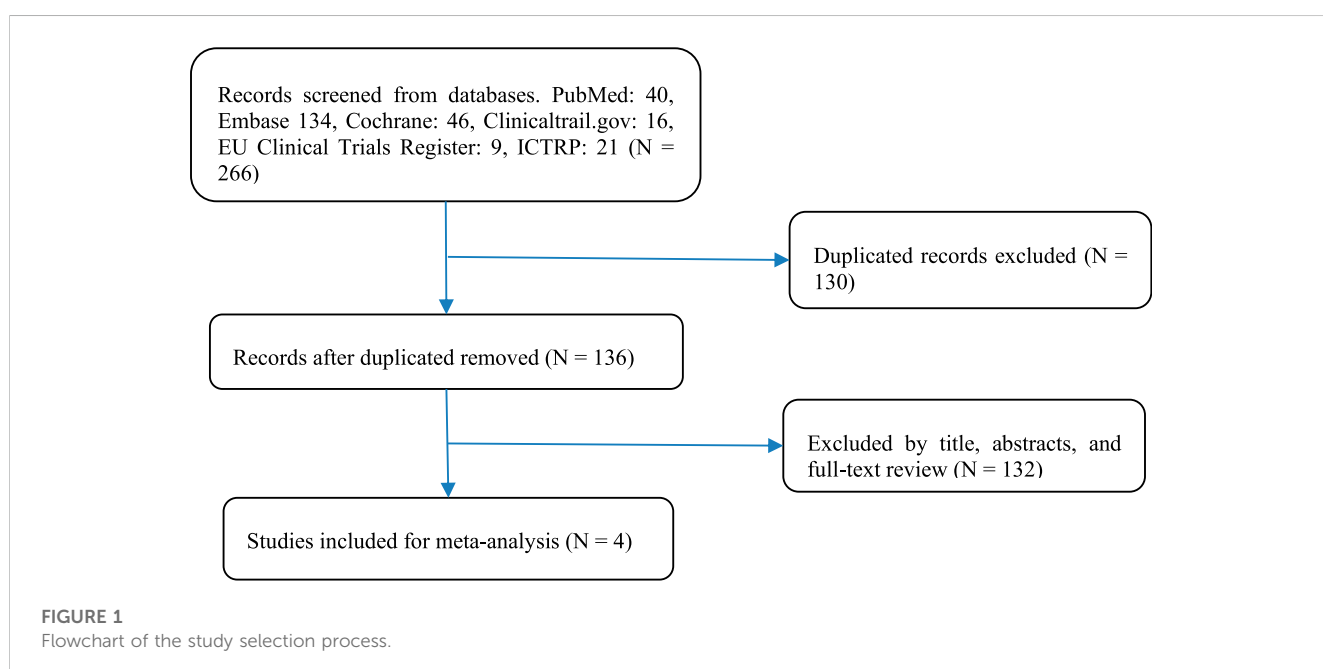 Records screened from databases. PubMed: 40,
Embase 134, Cochrane: 46, Clinicaltrail.gov: 16,
EU Clinical Trials Register: 9, ICTRP: 21 (N =
266)
Duplicated records excluded (N =
130)
Records after duplicated removed (N = 136)
Excluded by title, abstracts, and
full-text review (N = 132)
Studies included for meta-analysis (N = 4)
FIGURE 1
Flowchart of the study selection process.